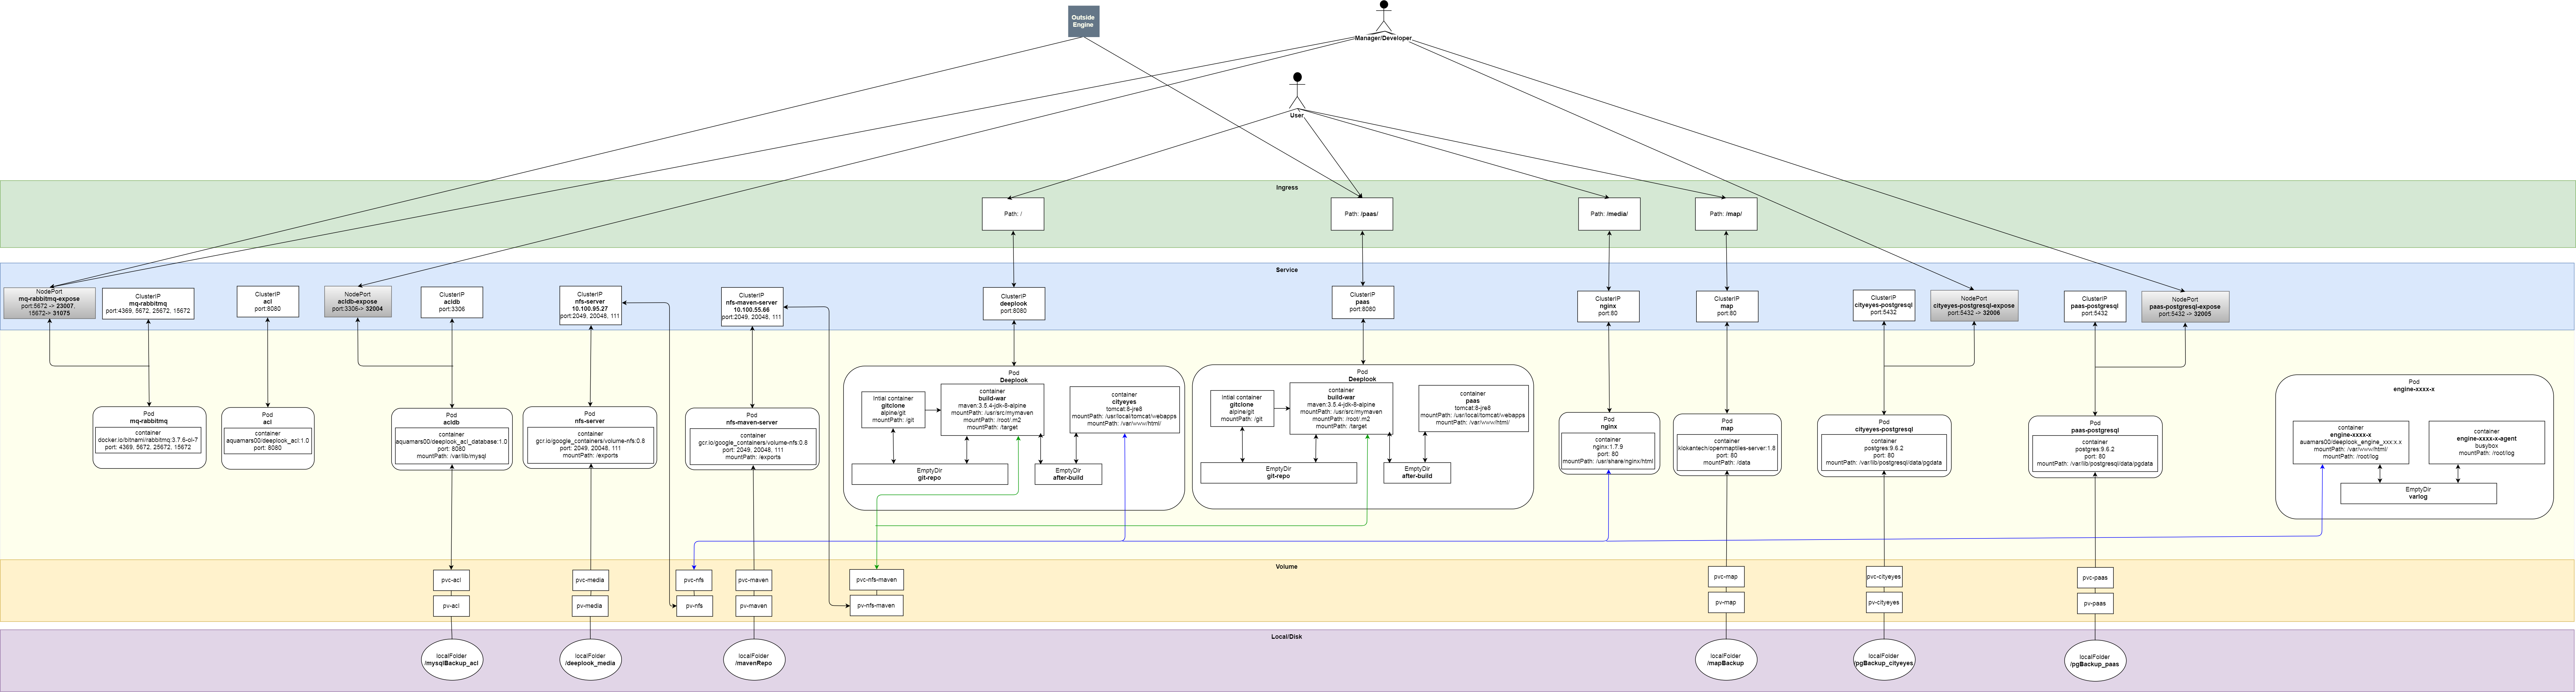 Outside
Engine
Manager/Developer
User
Ingress
Path: /
Path: /paas/
Path: /media/
Path: /map/
Service
NodePort
mq-rabbitmq-expose
port:5672 -> 23007,
15672-> 31075
ClusterIP
mq-rabbitmq
port:4369, 5672, 25672, 15672
ClusterIP
acl
port:8080
NodePort
acldb-expose
port:3306-> 32004
ClusterIP
acldb
port:3306
ClusterIP
nfs-server
10.100.95.27
port:2049, 20048, 111
ClusterIP
nfs-maven-server
10.100.55.66
port:2049, 20048, 111
ClusterIP
deeplook
port:8080
ClusterIP
paas
port:8080
ClusterIP
nginx
port:80
ClusterIP
map
port:80
ClusterIP
cityeyes-postgresql
port:5432
NodePort
cityeyes-postgresql-expose
port:5432 -> 32006
ClusterIP
paas-postgresql
port:5432
NodePort
paas-postgresql-expose
port:5432 -> 32005
Pod
mq-rabbitmq
container
docker.io/bitnami/rabbitmq:3.7.6-ol-7
port: 4369, 5672, 25672, 15672
Pod
acl
container
aquamars00/deeplook_acl:1.0
port: 8080
Pod
acldb
container
aquamars00/deeplook_acl_database:1.0
port: 8080
mountPath: /var/lib/mysql
Pod
nfs-server
container
gcr.io/google_containers/volume-nfs:0.8
port: 2049, 20048, 111
mountPath: /exports
Pod
nfs-maven-server
container
gcr.io/google_containers/volume-nfs:0.8
port: 2049, 20048, 111
mountPath: /exports
Pod
Deeplook
Intial container
gitclone
alpine/git
mountPath: /git
container
build-war
maven:3.5.4-jdk-8-alpine
mountPath: /usr/src/mymaven
mountPath: /root/.m2
mountPath: /target
container
cityeyes
tomcat:8-jre8
mountPath: /usr/local/tomcat/webapps
mountPath: /var/www/html/
EmptyDir
git-repo
EmptyDir
after-build
Pod
Deeplook
Intial container
gitclone
alpine/git
mountPath: /git
container
build-war
maven:3.5.4-jdk-8-alpine
mountPath: /usr/src/mymaven
mountPath: /root/.m2
mountPath: /target
container
paas
tomcat:8-jre8
mountPath: /usr/local/tomcat/webapps
mountPath: /var/www/html/
EmptyDir
git-repo
EmptyDir
after-build
Pod
nginx
container
nginx:1.7.9
port: 80
mountPath: /usr/share/nginx/html
Pod
map
container
klokantech/openmaptiles-server:1.8
port: 80
mountPath: /data
Pod
cityeyes-postgresql
container
postgres:9.6.2
port: 80
mountPath: /var/lib/postgresql/data/pgdata
Pod
paas-postgresql
container
postgres:9.6.2
port: 80
mountPath: /var/lib/postgresql/data/pgdata
Pod
engine-xxxx-x
container
engine-xxxx-x
auamars00/deeplook_engine_xxx:x.x
mountPath: /var/www/html/
mountPath: /root/log
container
engine-xxxx-x-agent
busybox
mountPath: /root/log
EmptyDir
varlog
Volume
pvc-acl
pv-acl
pvc-media
pv-media
pvc-nfs
pv-nfs
pvc-maven
pv-maven
pvc-nfs-maven
pv-nfs-maven
pvc-map
pv-map
pvc-cityeyes
pv-cityeyes
pvc-paas
pv-paas
Local/Disk
localFolder
/mysqlBackup_acl
localFolder
/deeplook_media
localFolder
/mavenRepo
localFolder
/mapBackup
localFolder
/pgBackup_cityeyes
localFolder
/pgBackup_paas